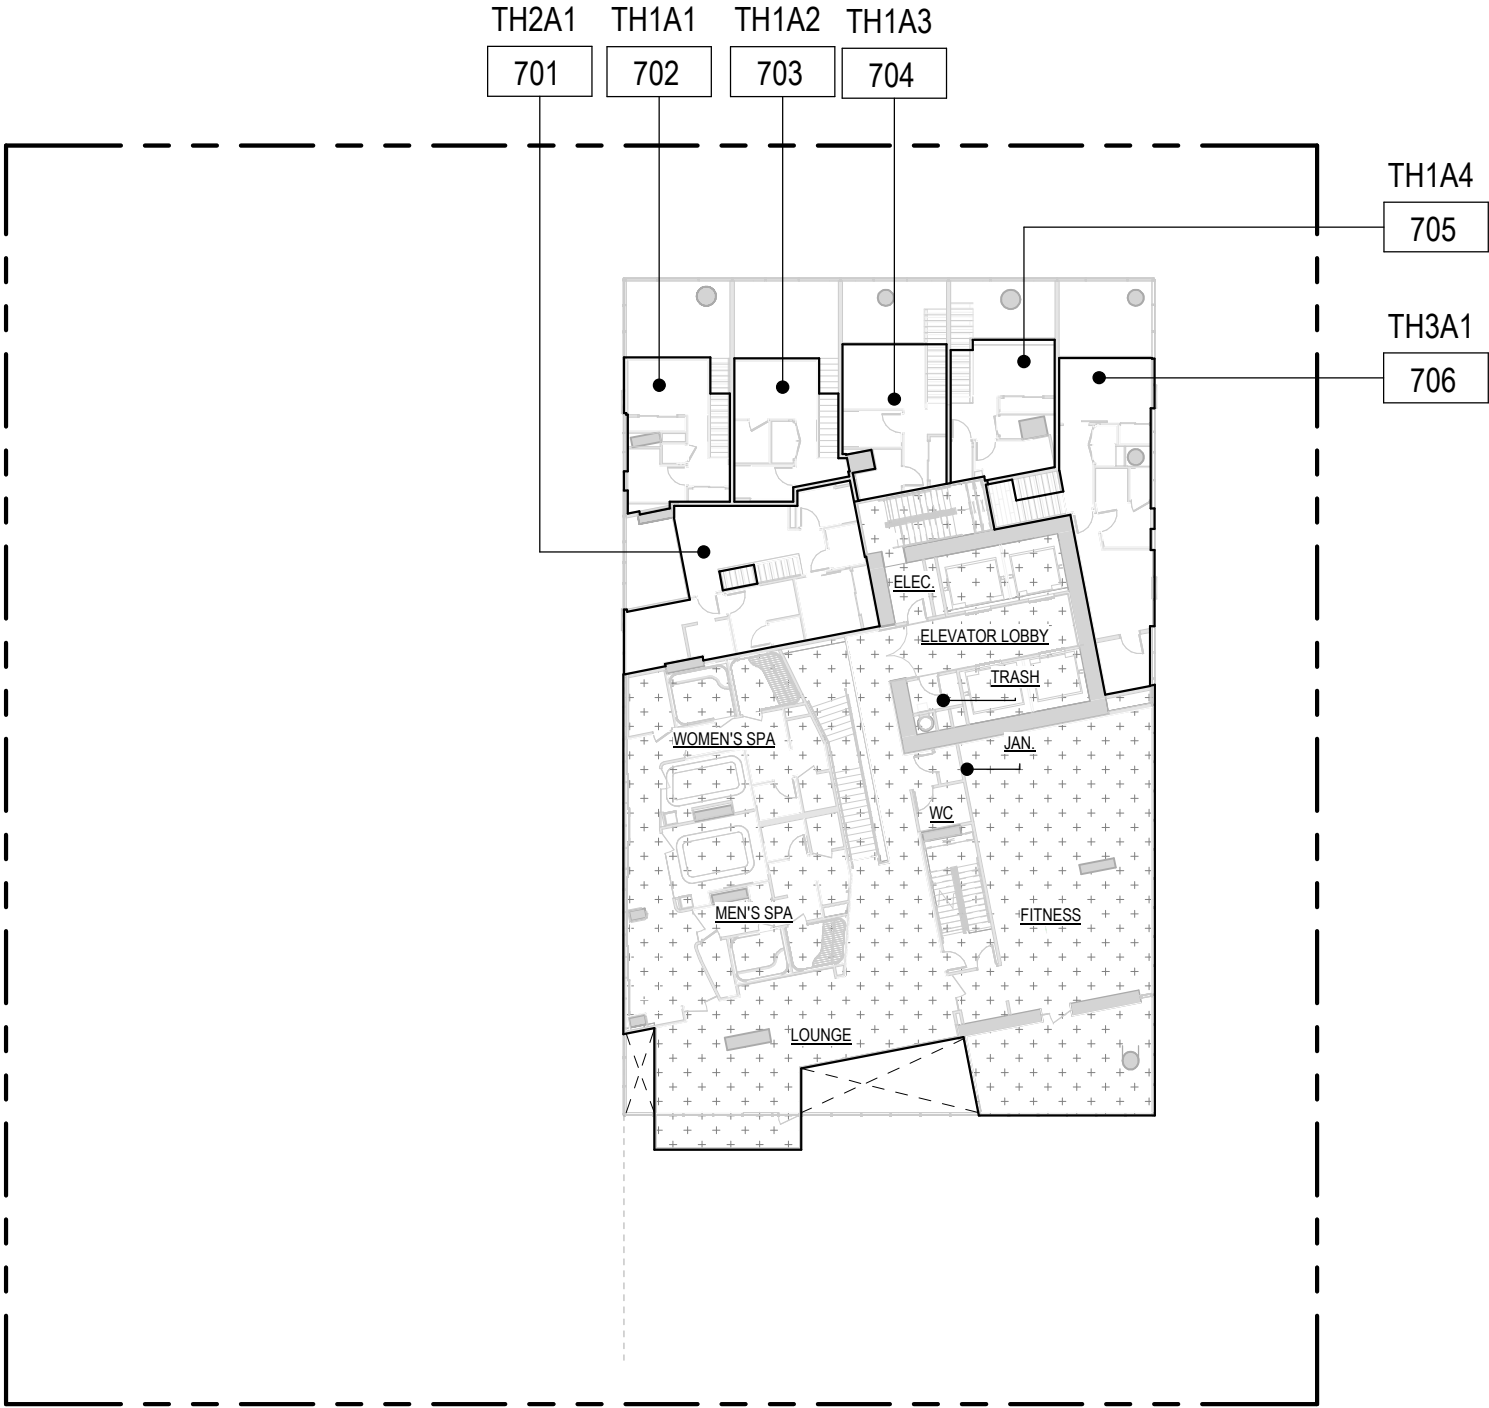 TH2A1 TH1A1 TH1A2 TH1A3
701 702 703 704
TH1A4
705
TH3A1
706
ELEC.
ELEVATOR LOBBY
TRASH
WOMEN'S SPA
JAN.
WC
MEN'S SPA
FITNESS
LOUNGE